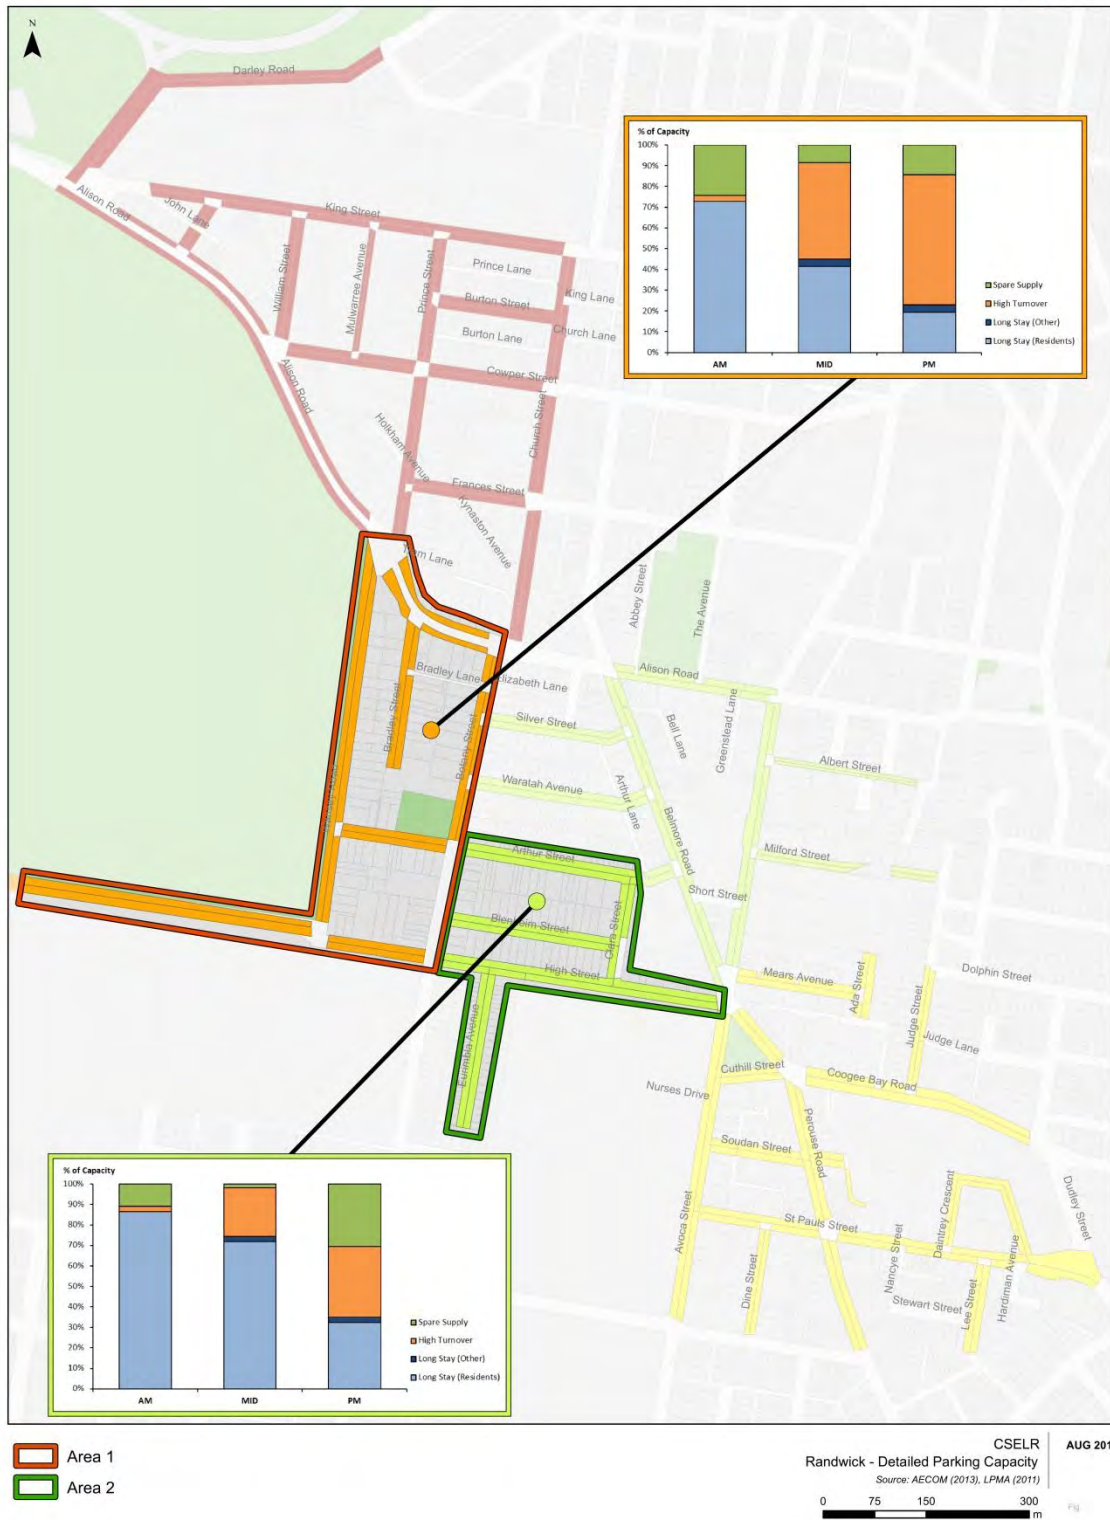 N
Darley Road
Alison Road
John Lane
King Street
William Street
Mulwarree Avenue
Prince Street
Prince Lane
Burton Street
King Lane
Church Lane
Burton Lane
Cowper Street
Alison Road
Holkham Avenue
Church Street
Frances Street
Kynaston Avenue
% of Capacity
100%
90%
80%
70%
60%
50%
40%
30%
20%
10%
0%
AM
MID
PM
Spare Supply
High Turnover
Long Stay (Other)
Long Stay (Residents)
Abbey Street
The Avenue
Bradley Lane
Elizabeth Lane
Alison Road
Bradley Street
Botany Street
Silver Street
Bell Lane
Greenstead Lane
Albert Street
Waratah Avenue
Arthur Lane
Belmore Road
Arthur Street
Milford Street
Short Street
Blenheim Street
Clara Street
High Street
Mears Avenue
Ada Street
Dolphin Street
Judge Street
Judge Lane
Eurimbla Avenue
Cuthill Street
Nurses Drive
Coogee Bay Road
Perouse Road
Soudan Street
Avoca Street
St Pauls Street
Dine Street
Nancye Street
Daintrey Crescent
Dudley Street
Stewart Street
Lee Street
Hardiman Avenue
% of Capacity
100%
90%
80%
70%
60%
50%
40%
30%
20%
10%
0%
AM
MID
PM
Spare Supply
High Turnover
Long Stay (Other)
Long Stay (Residents)
Area 1
Area 2
CSELR
AUG 201
Randwick - Detailed Parking Capacity
Source: AECOM (2013), LPMA (2011)
0 75 150 300
m
Fig